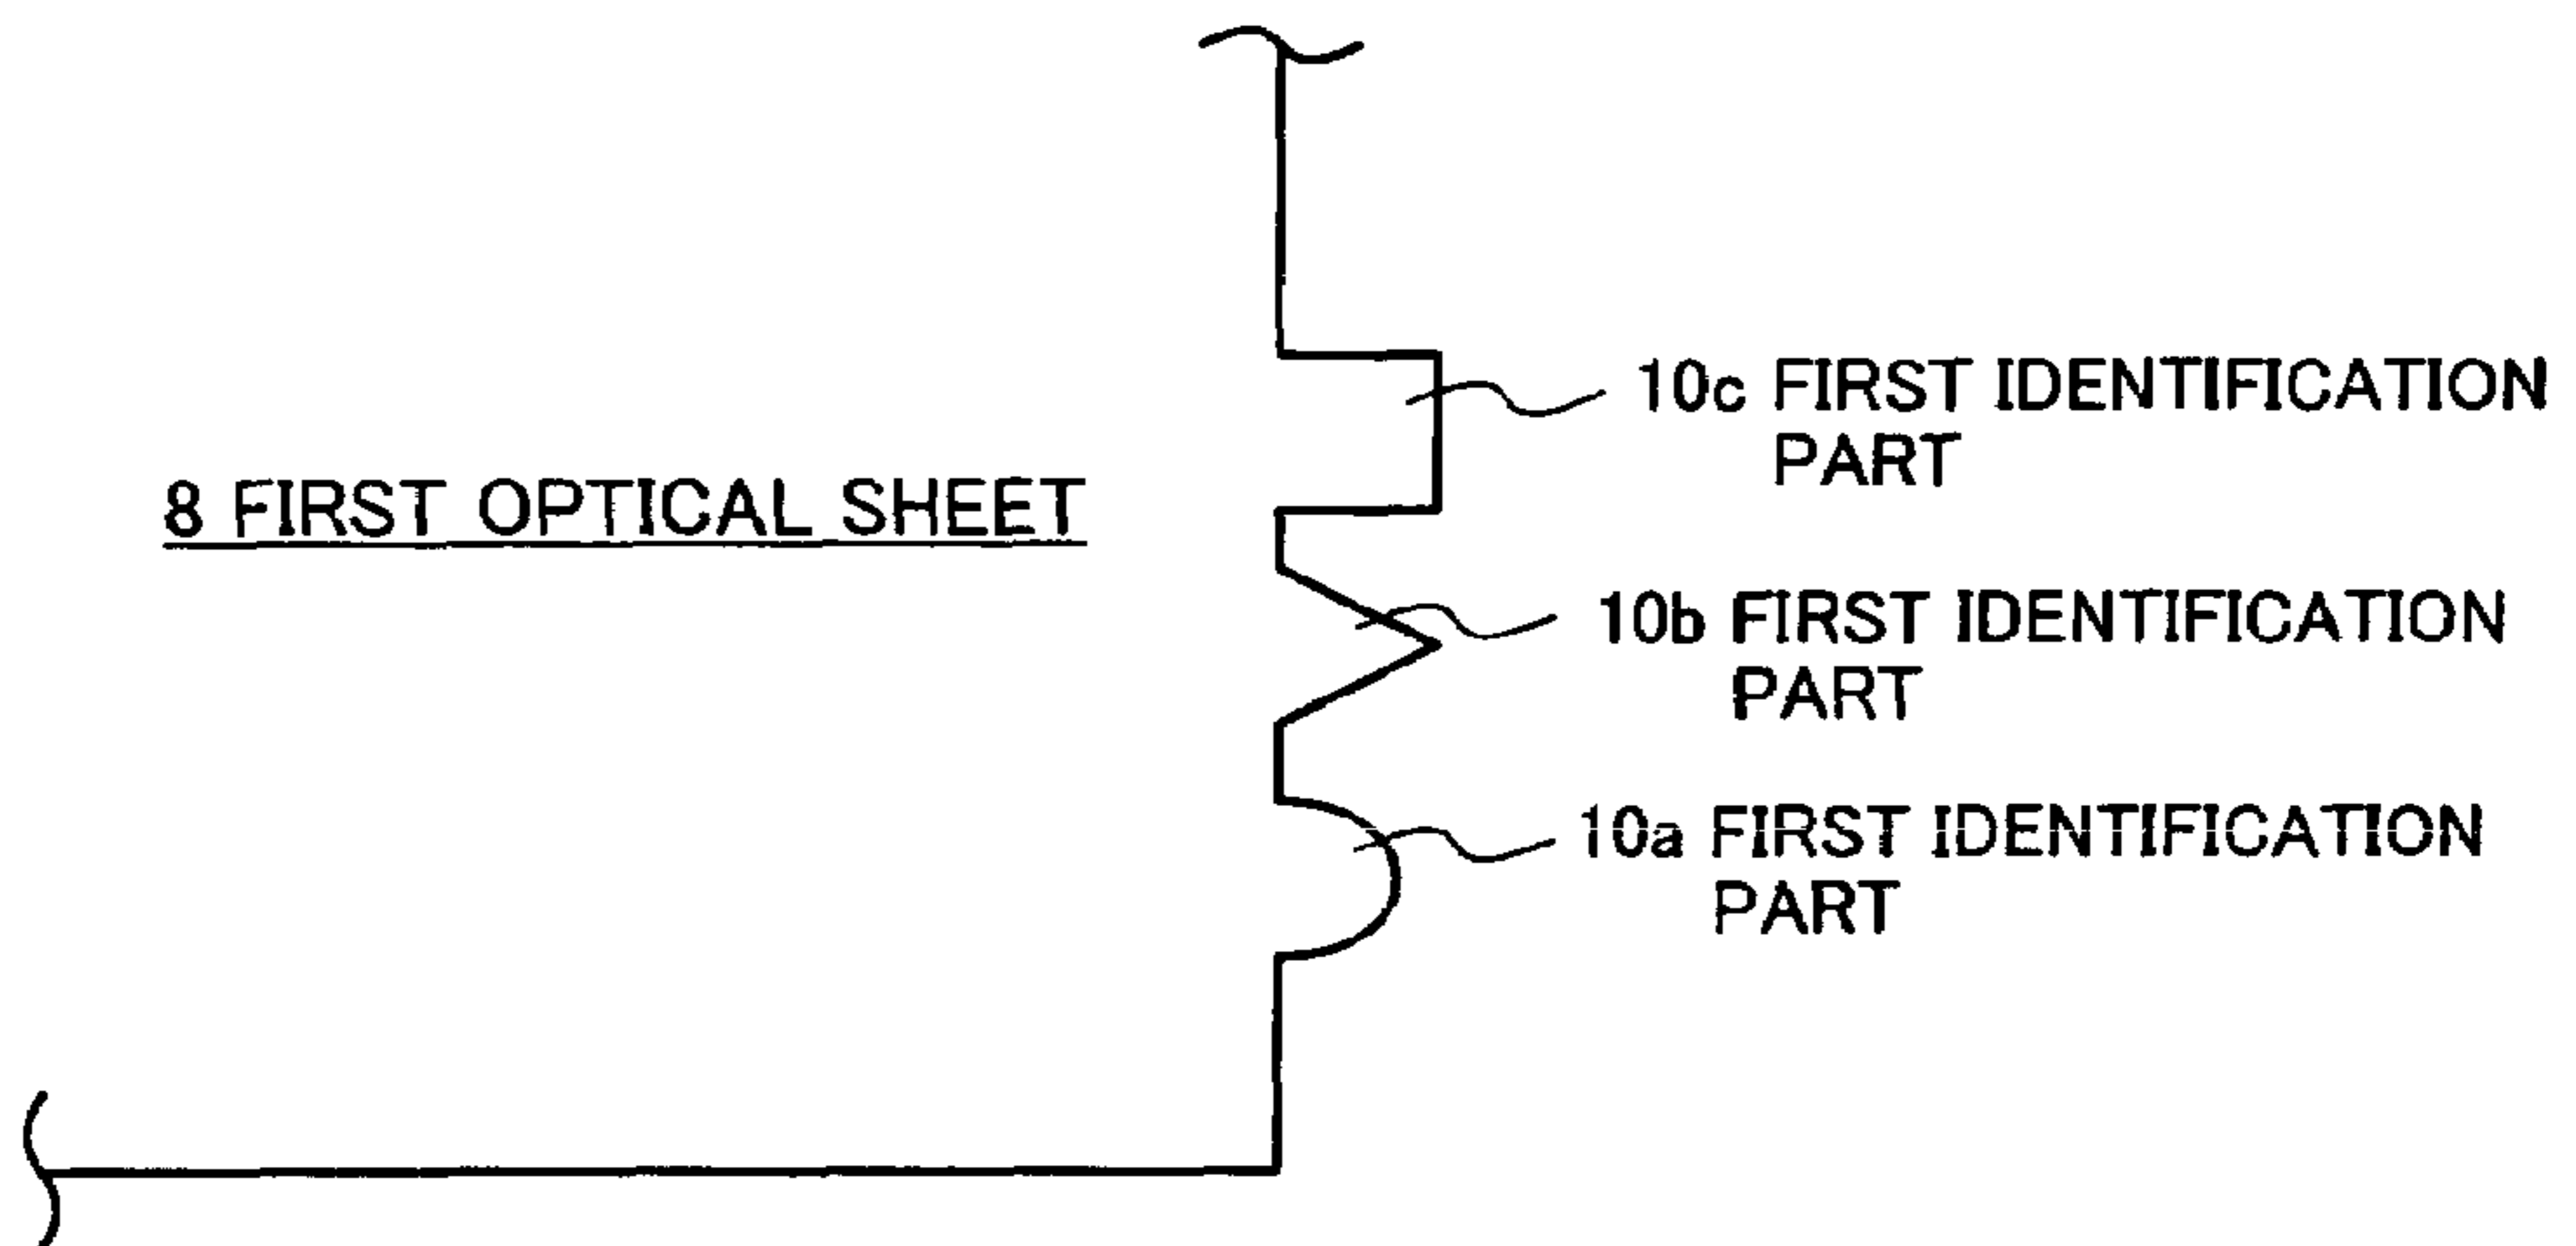 10c FIRST IDENTIFICATION
PART
8 FIRST OPTICAL SHEET
10b FIRST IDENTIFICATION
PART
10a FIRST IDENTIFICATION
PART